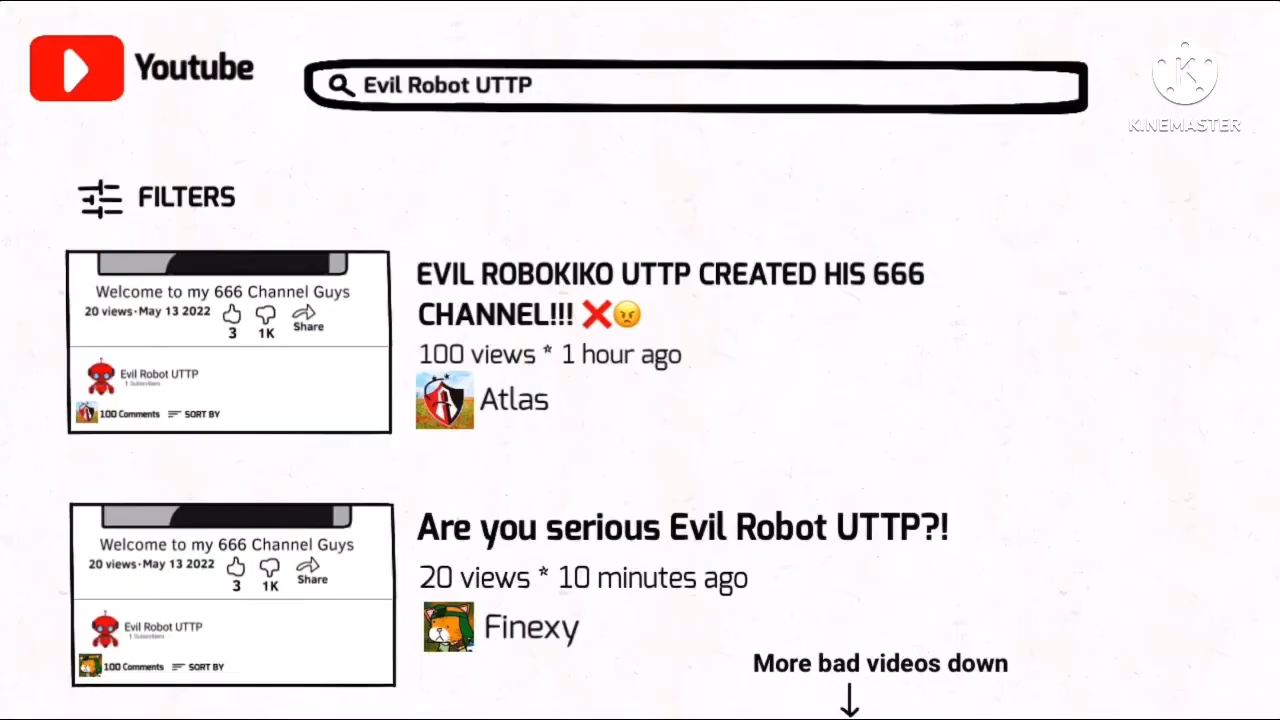 Youtube
Evil Robot UTTP
KINEMASTER
FILTERS
Welcome to my 666 Channel Guys
20 views·May 13 2022
3
1K
Share
Evil Robot UTTP
1 Subscribers
100 Comments
SORT BY
EVIL ROBOKIKO UTTP CREATED HIS 666
CHANNEL!!! ❌😠
100 views * 1 hour ago
Atlas
Welcome to my 666 Channel Guys
20 views·May 13 2022
3
1K
Share
Evil Robot UTTP
1 Subscribers
100 Comments
SORT BY
Are you serious Evil Robot UTTP?!
20 views * 10 minutes ago
Finexy
More bad videos down